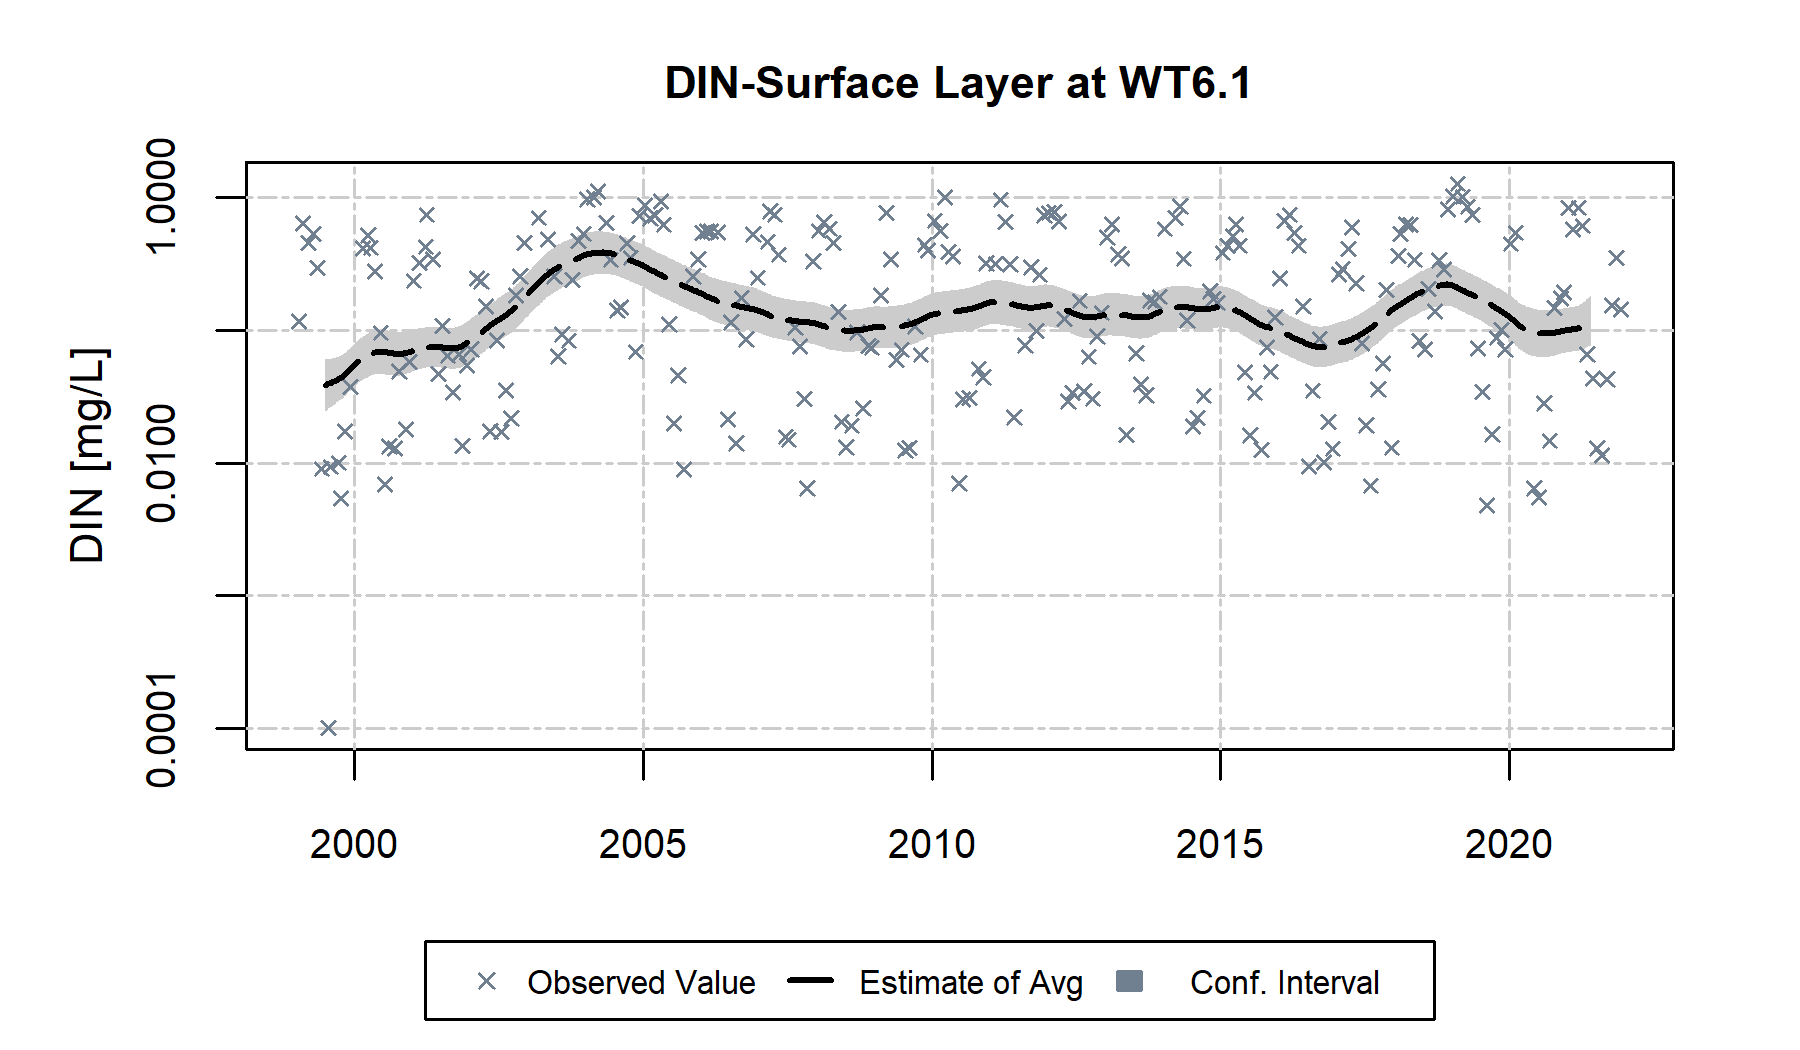 DIN-Surface Layer at WT6.1
DIN [mg/L]
1.0000
0.0100
0.0001
2000 2005 2010 2015 2020
Observed Value Estimate of Avg Conf. Interval